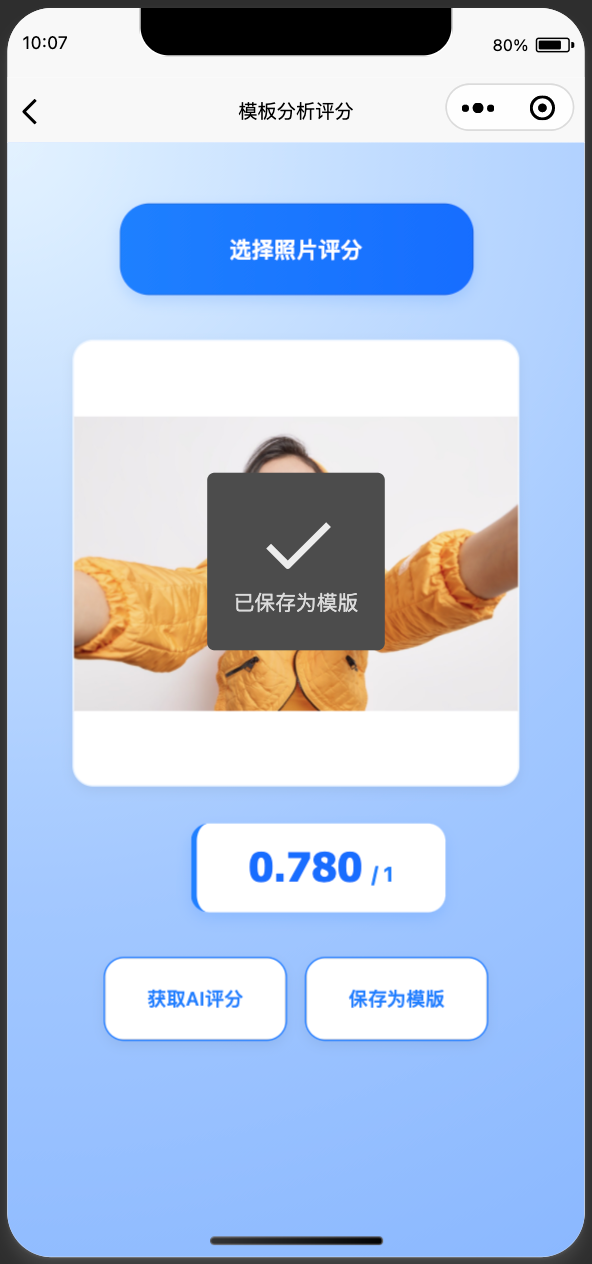 10:07
80%
模板分析评分
选择照片评分
已保存为模版
0.780 / 1
获取AI评分
保存为模版